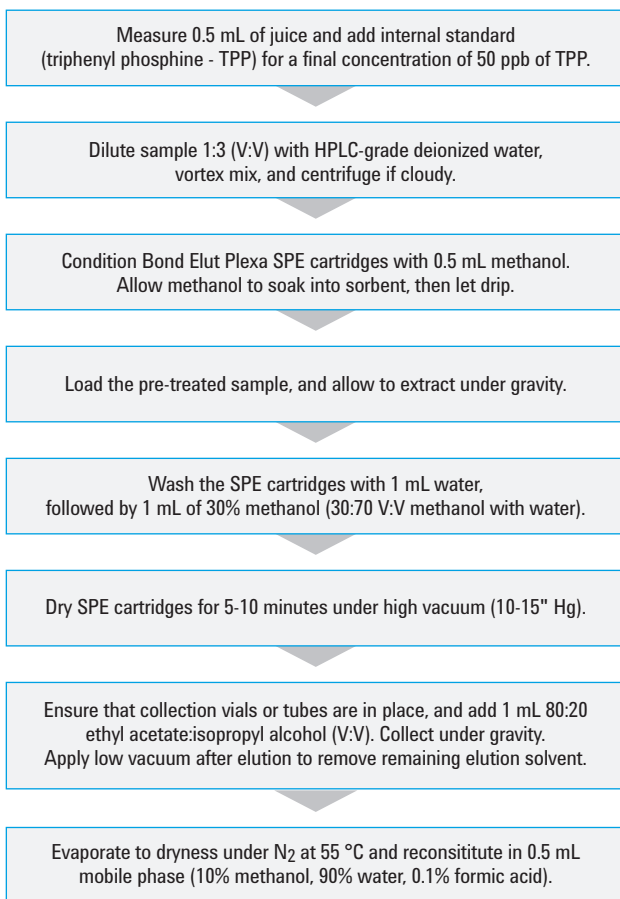 Measure 0.5 mL of juice and add internal standard
(triphenyl phosphine - TPP) for a final concentration of 50 ppb of TPP.
Dilute sample 1:3 (V:V) with HPLC-grade deionized water,
vortex mix, and centrifuge if cloudy.
Condition Bond Elut Plexa SPE cartridges with 0.5 mL methanol.
Allow methanol to soak into sorbent, then let drip.
Load the pre-treated sample, and allow to extract under gravity.
Wash the SPE cartridges with 1 mL water,
followed by 1 mL of 30% methanol (30:70 V:V methanol with water).
Dry SPE cartridges for 5-10 minutes under high vacuum (10-15" Hg).
Ensure that collection vials or tubes are in place, and add 1 mL 80:20
ethyl acetate:isopropyl alcohol (V:V). Collect under gravity.
Apply low vacuum after elution to remove remaining elution solvent.
Evaporate to dryness under N2 at 55 °C and reconsititute in 0.5 mL
mobile phase (10% methanol, 90% water, 0.1% formic acid).